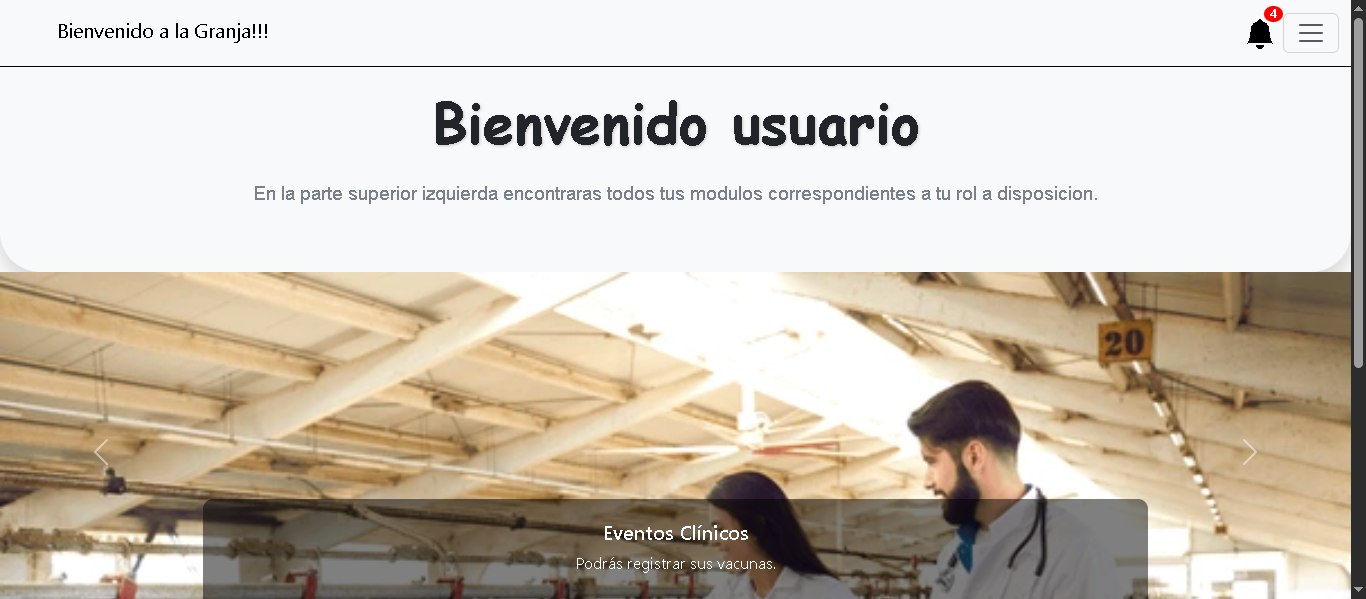 Bienvenido a la Granja!!!
4
Bienvenido usuario
En la parte superior izquierda encontraras todos tus modulos correspondientes a tu rol a disposicion.
20
Eventos Clínicos
Podrás registrar sus vacunas.